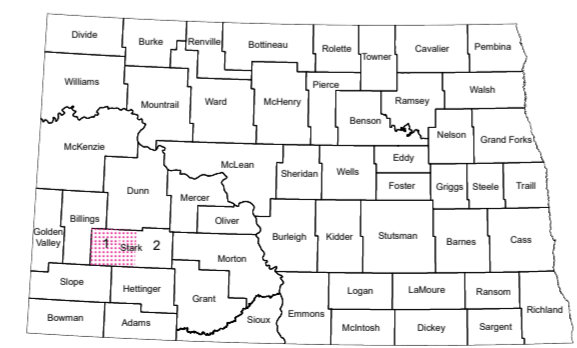 Divide
Burke
Renville
Bottineau
Rolette
Towner
Cavalier
Pembina
Williams
Mountrail
Ward
McHenry
Pierce
Benson
Ramsey
Walsh
Nelson
Grand Forks
McKenzie
Dunn
McLean
Mercer
Oliver
Sheridan
Wells
Eddy
Foster
Griggs
Steele
Traill
Golden
Valley
Billings
1
Stark
2
Morton
Burleigh
Kidder
Stutsman
Barnes
Cass
Slope
Hettinger
Grant
Sioux
Emmons
Logan
LaMoure
Ransom
Richland
Bowman
Adams
McIntosh
Dickey
Sargent